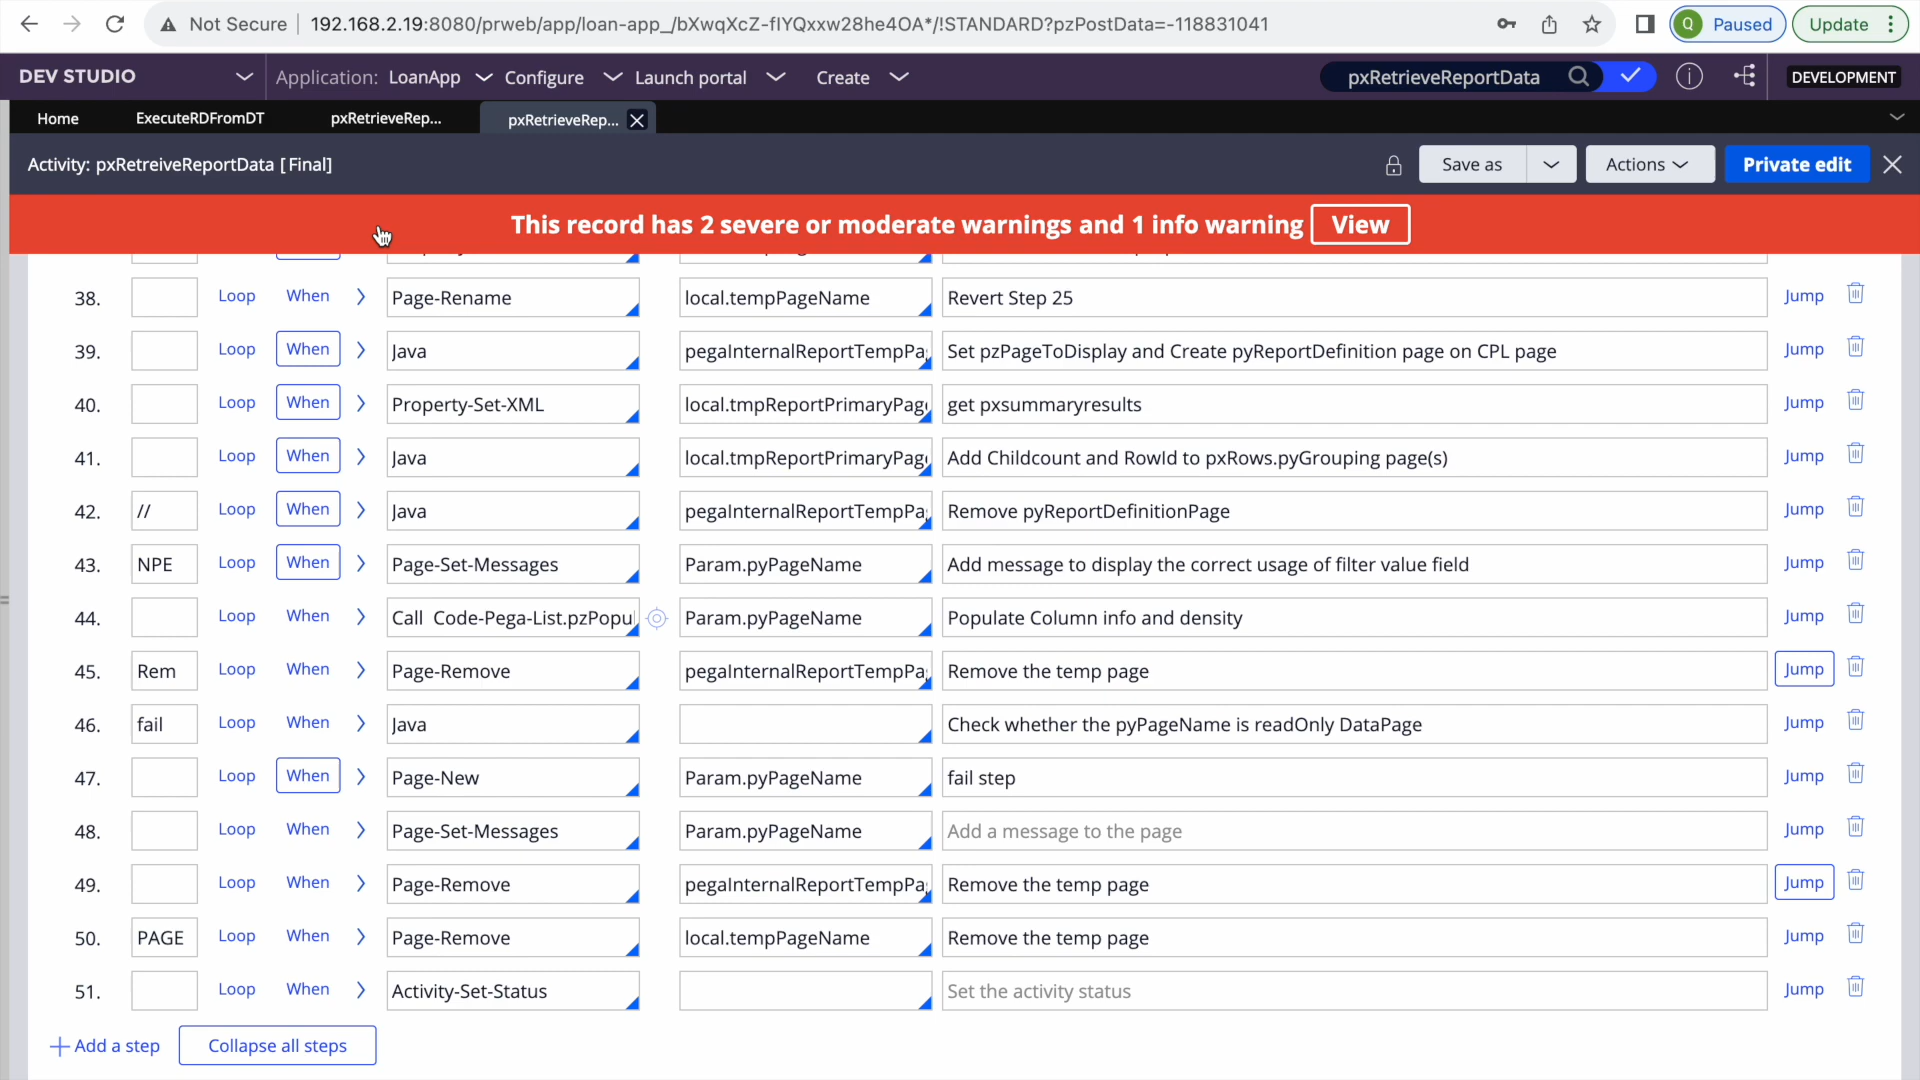 Not Secure 192.168.2.19:8080/prweb/app/loan-app_/bXwqXcZ-flYQxxw28he4OA*/!STANDARD?pzPostData=-118831041 Q Paused Update
DEV STUDIO Application: LoanApp Configure Launch portal Create pxRetrieveReportData DEVELOPMENT
Home ExecuteRDFromDT pxRetrieveRep... pxRetrieveRep...
Activity: pxRetreiveReportData [Final] Save as Actions Private edit
This record has 2 severe or moderate warnings and 1 info warning View
38. Loop When Page-Rename local.tempPageName Revert Step 25 Jump
39. Loop When Java pegaInternalReportTempPa Set pzPageToDisplay and Create pyReportDefinition page on CPL page Jump
40. Loop When Property-Set-XML local.tmpReportPrimaryPag get pxsummaryresults Jump
41. Loop When Java local.tmpReportPrimaryPag Add Childcount and RowId to pxRows.pyGrouping page(s) Jump
42. // Loop When Java pegaInternalReportTempPa Remove pyReportDefinitionPage Jump
43. NPE Loop When Page-Set-Messages Param.pyPageName Add message to display the correct usage of filter value field Jump
44. Loop When Call Code-Pega-List.pzPopul Param.pyPageName Populate Column info and density Jump
45. Rem Loop When Page-Remove pegaInternalReportTempPa Remove the temp page Jump
46. fail Loop When Java Check whether the pyPageName is readOnly DataPage Jump
47. Loop When Page-New Param.pyPageName fail step Jump
48. Loop When Page-Set-Messages Param.pyPageName Add a message to the page Jump
49. Loop When Page-Remove pegaInternalReportTempPa Remove the temp page Jump
50. PAGE Loop When Page-Remove local.tempPageName Remove the temp page Jump
51. Loop When Activity-Set-Status Set the activity status Jump
Add a step Collapse all steps